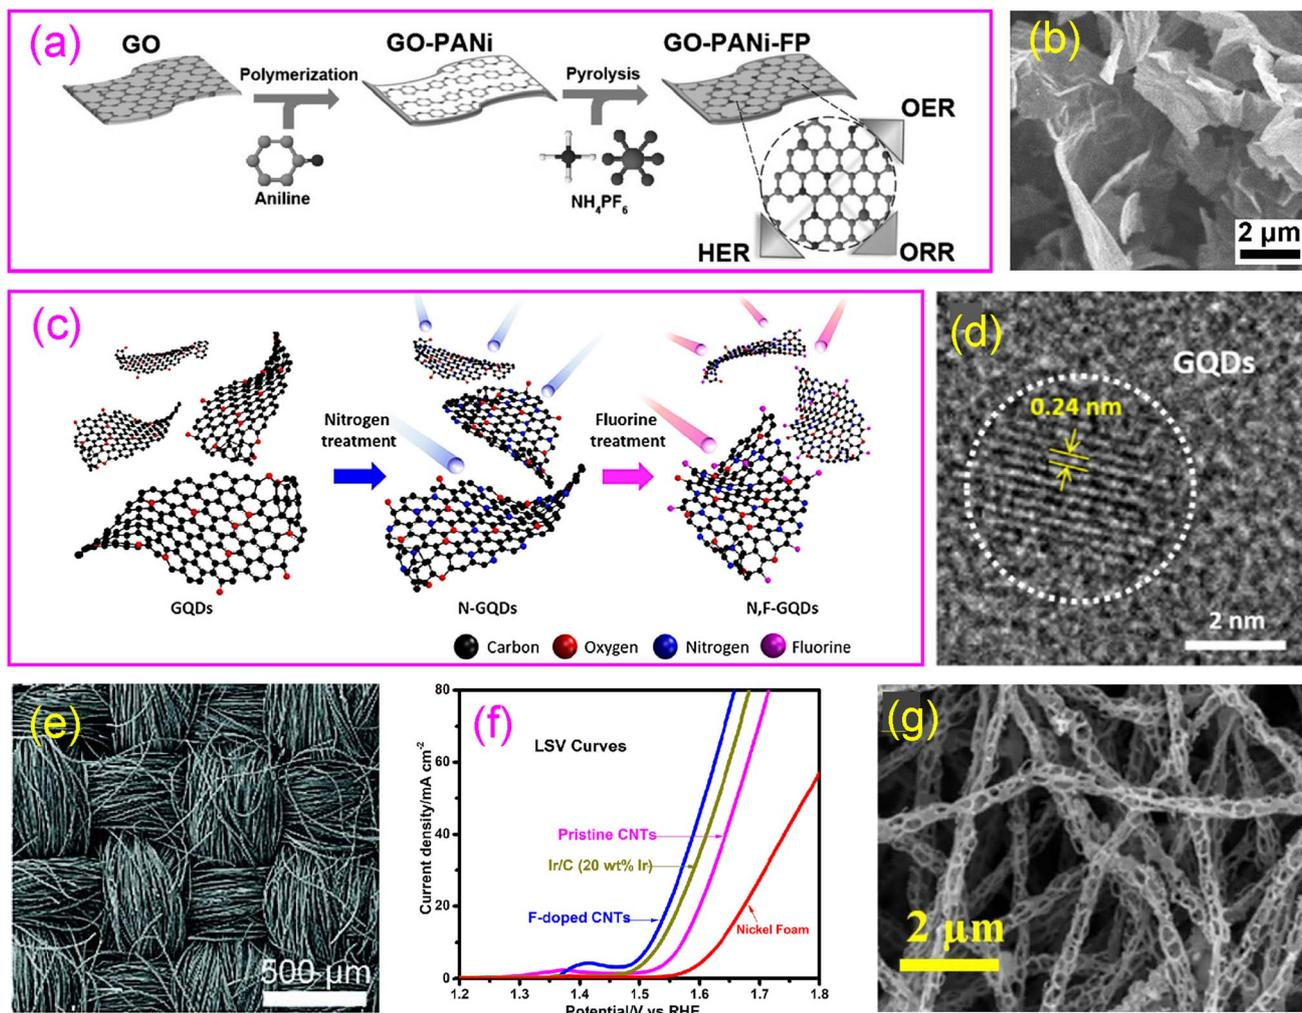 (a)
GO
GO-PANi
GO-PANi-FP
Polymerization
Pyrolysis
Aniline
NH4PF6
OER
HER
ORR
(b)
2 μm
(c)
Nitrogen
treatment
Fluorine
treatment
GQDs
N-GQDs
N,F-GQDs
Carbon
Oxygen
Nitrogen
Fluorine
(d)
GQDs
0.24 nm
2 nm
(e)
500 μm
(f)
LSV Curves
Pristine CNTs
Ir/C (20 wt% Ir)
F-doped CNTs
Nickel Foam
Current density/mA cm-2
80
60
40
20
0
1.2 1.3 1.4 1.5 1.6 1.7 1.8
Potential/V vs RHE
(g)
2 μm